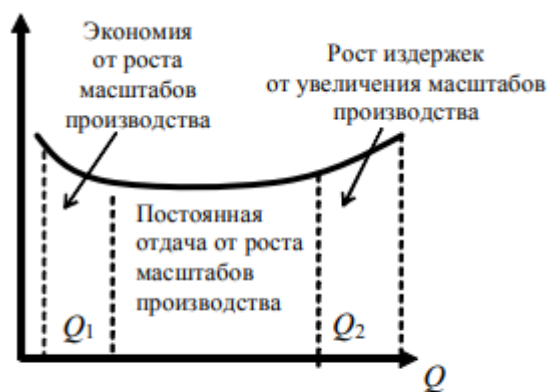 Экономия
от роста
масштабов
производства
Рост издержек
от увеличения масштабов
производства
Постоянная
отдача от роста
масштабов
производства
Q1
Q2
Q